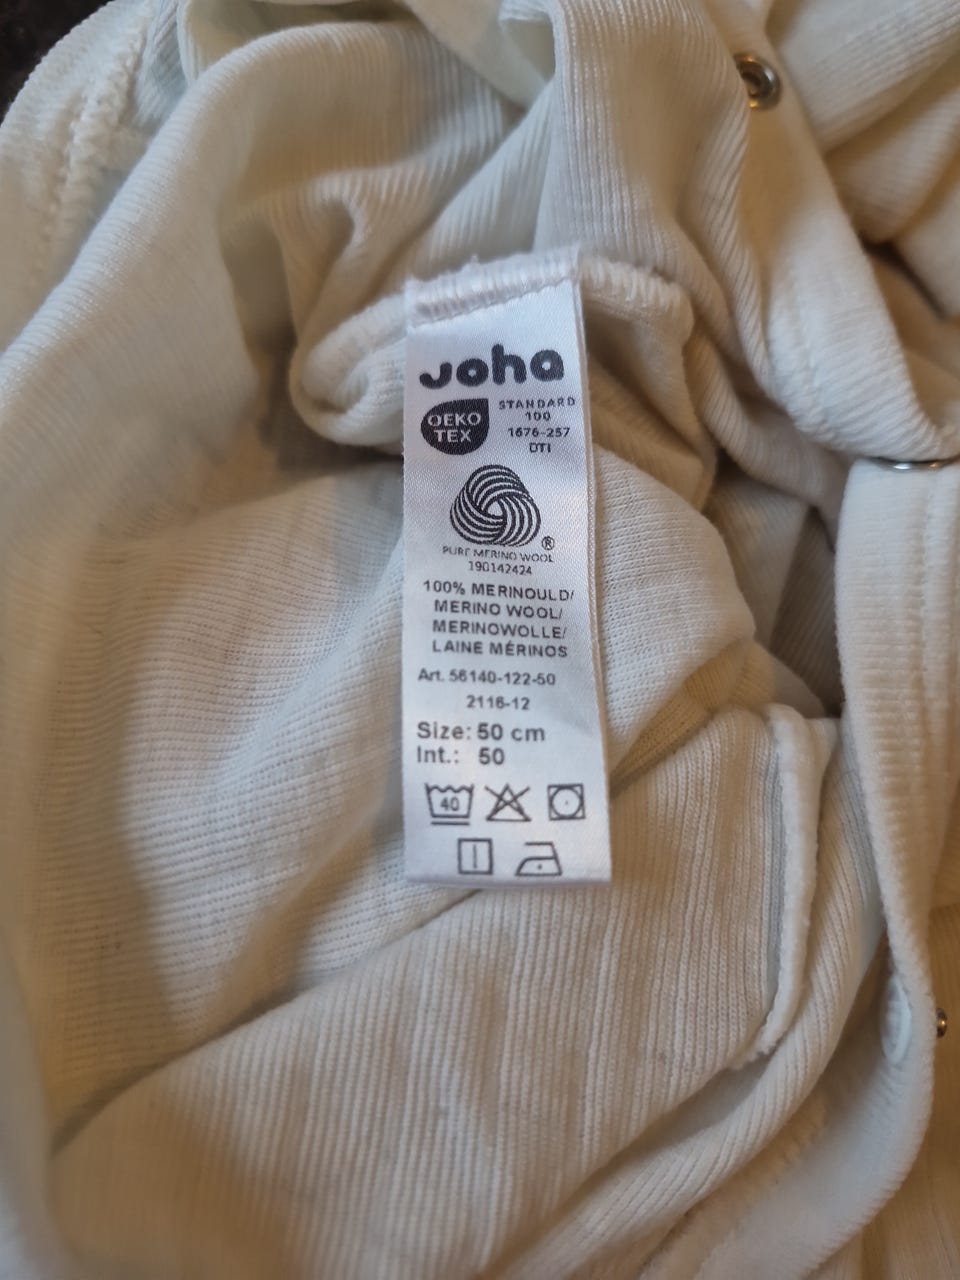 Joha
OEKO
TEX
STANDARD
100
1676-257
DTI
PURE MERINO WOOL
190142424
100% MERINOULD/
MERINO WOOL/
MERINOWOLLE/
LAINE MÉRINOS
Art. 56140-122-50
2116-12
Size: 50 cm
Int.: 50
40